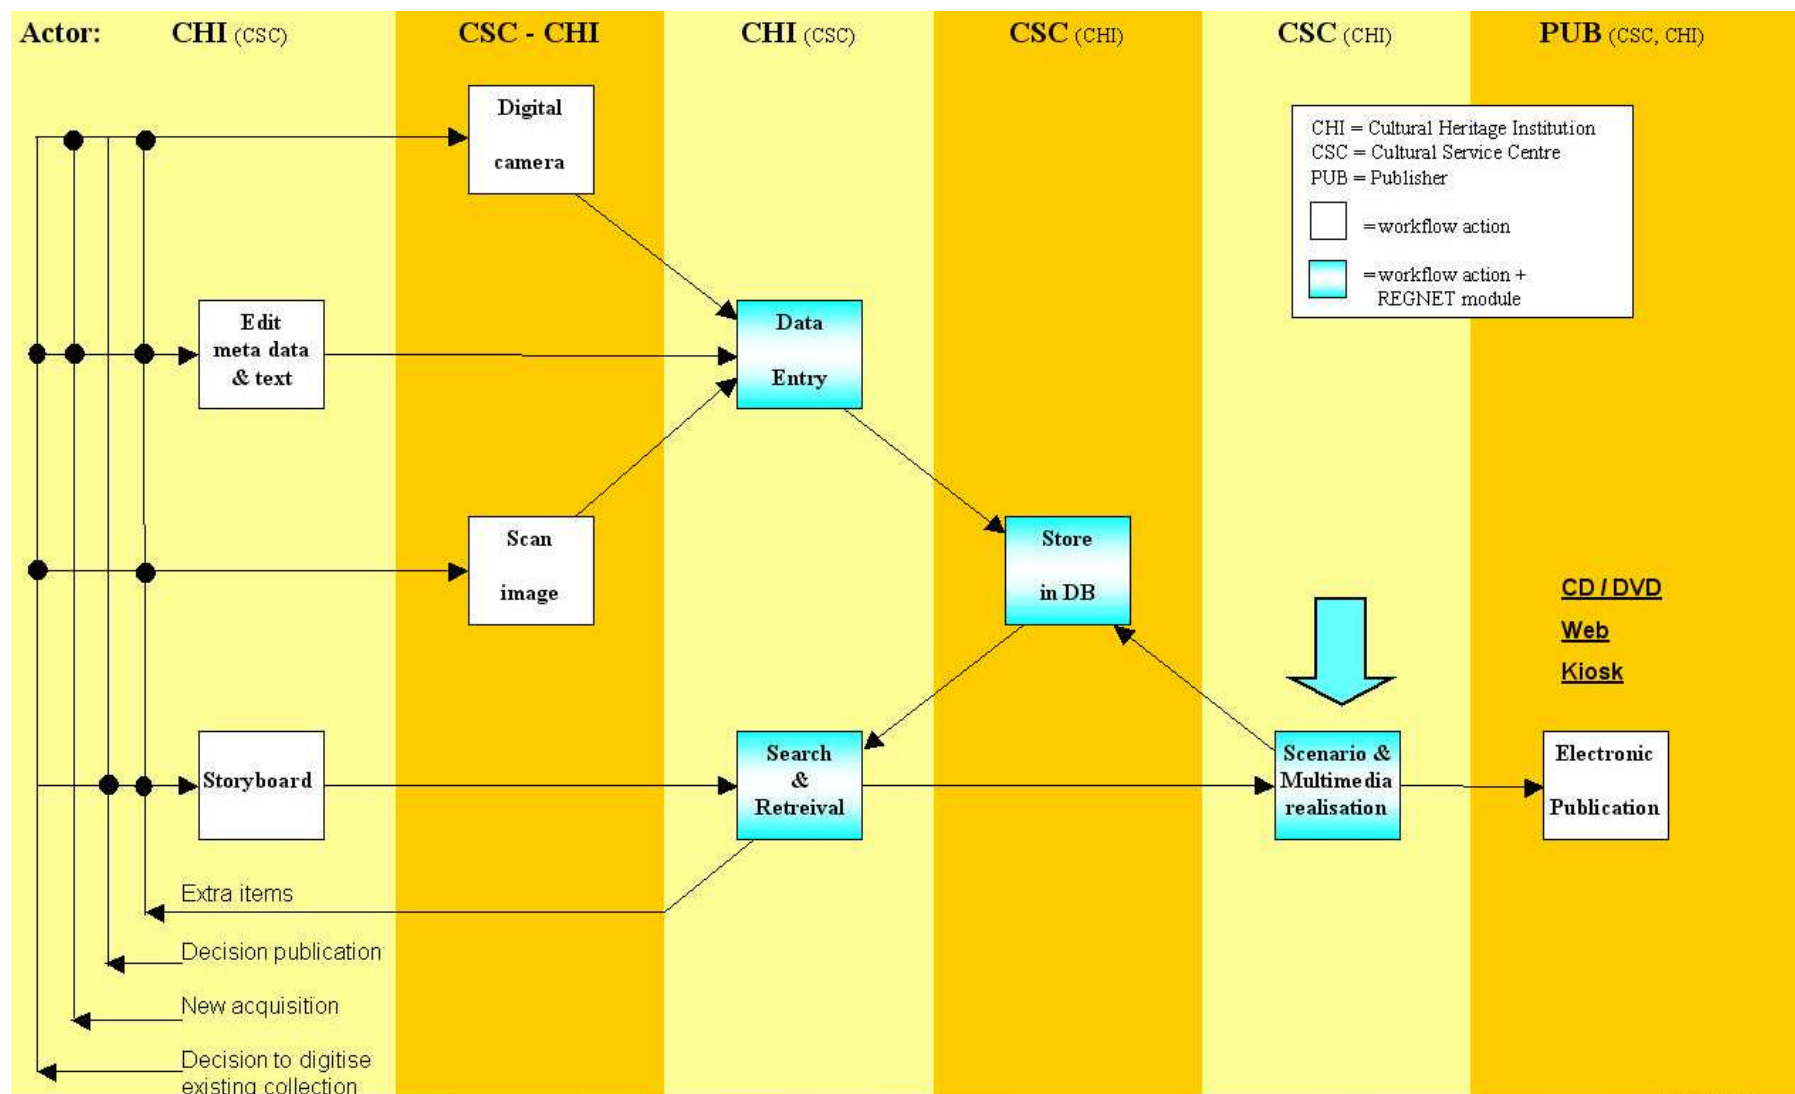 Actor: CHI (CSC) CSC - CHI CHI (CSC) CSC (CHI) CSC (CHI) PUB (CSC, CHI)
Digital
camera
CHI = Cultural Heritage Institution
CSC = Cultural Service Centre
PUB = Publisher
= workflow action
= workflow action +
REGNET module
Edit
meta data
& text
Data
Entry
Scan
image
Store
in DB
CD / DVD
Web
Kiosk
Storyboard
Search
&
Retreival
Scenario &
Multimedia
realisation
Electronic
Publication
Extra items
Decision publication
New acquisition
Decision to digitise
existing collection